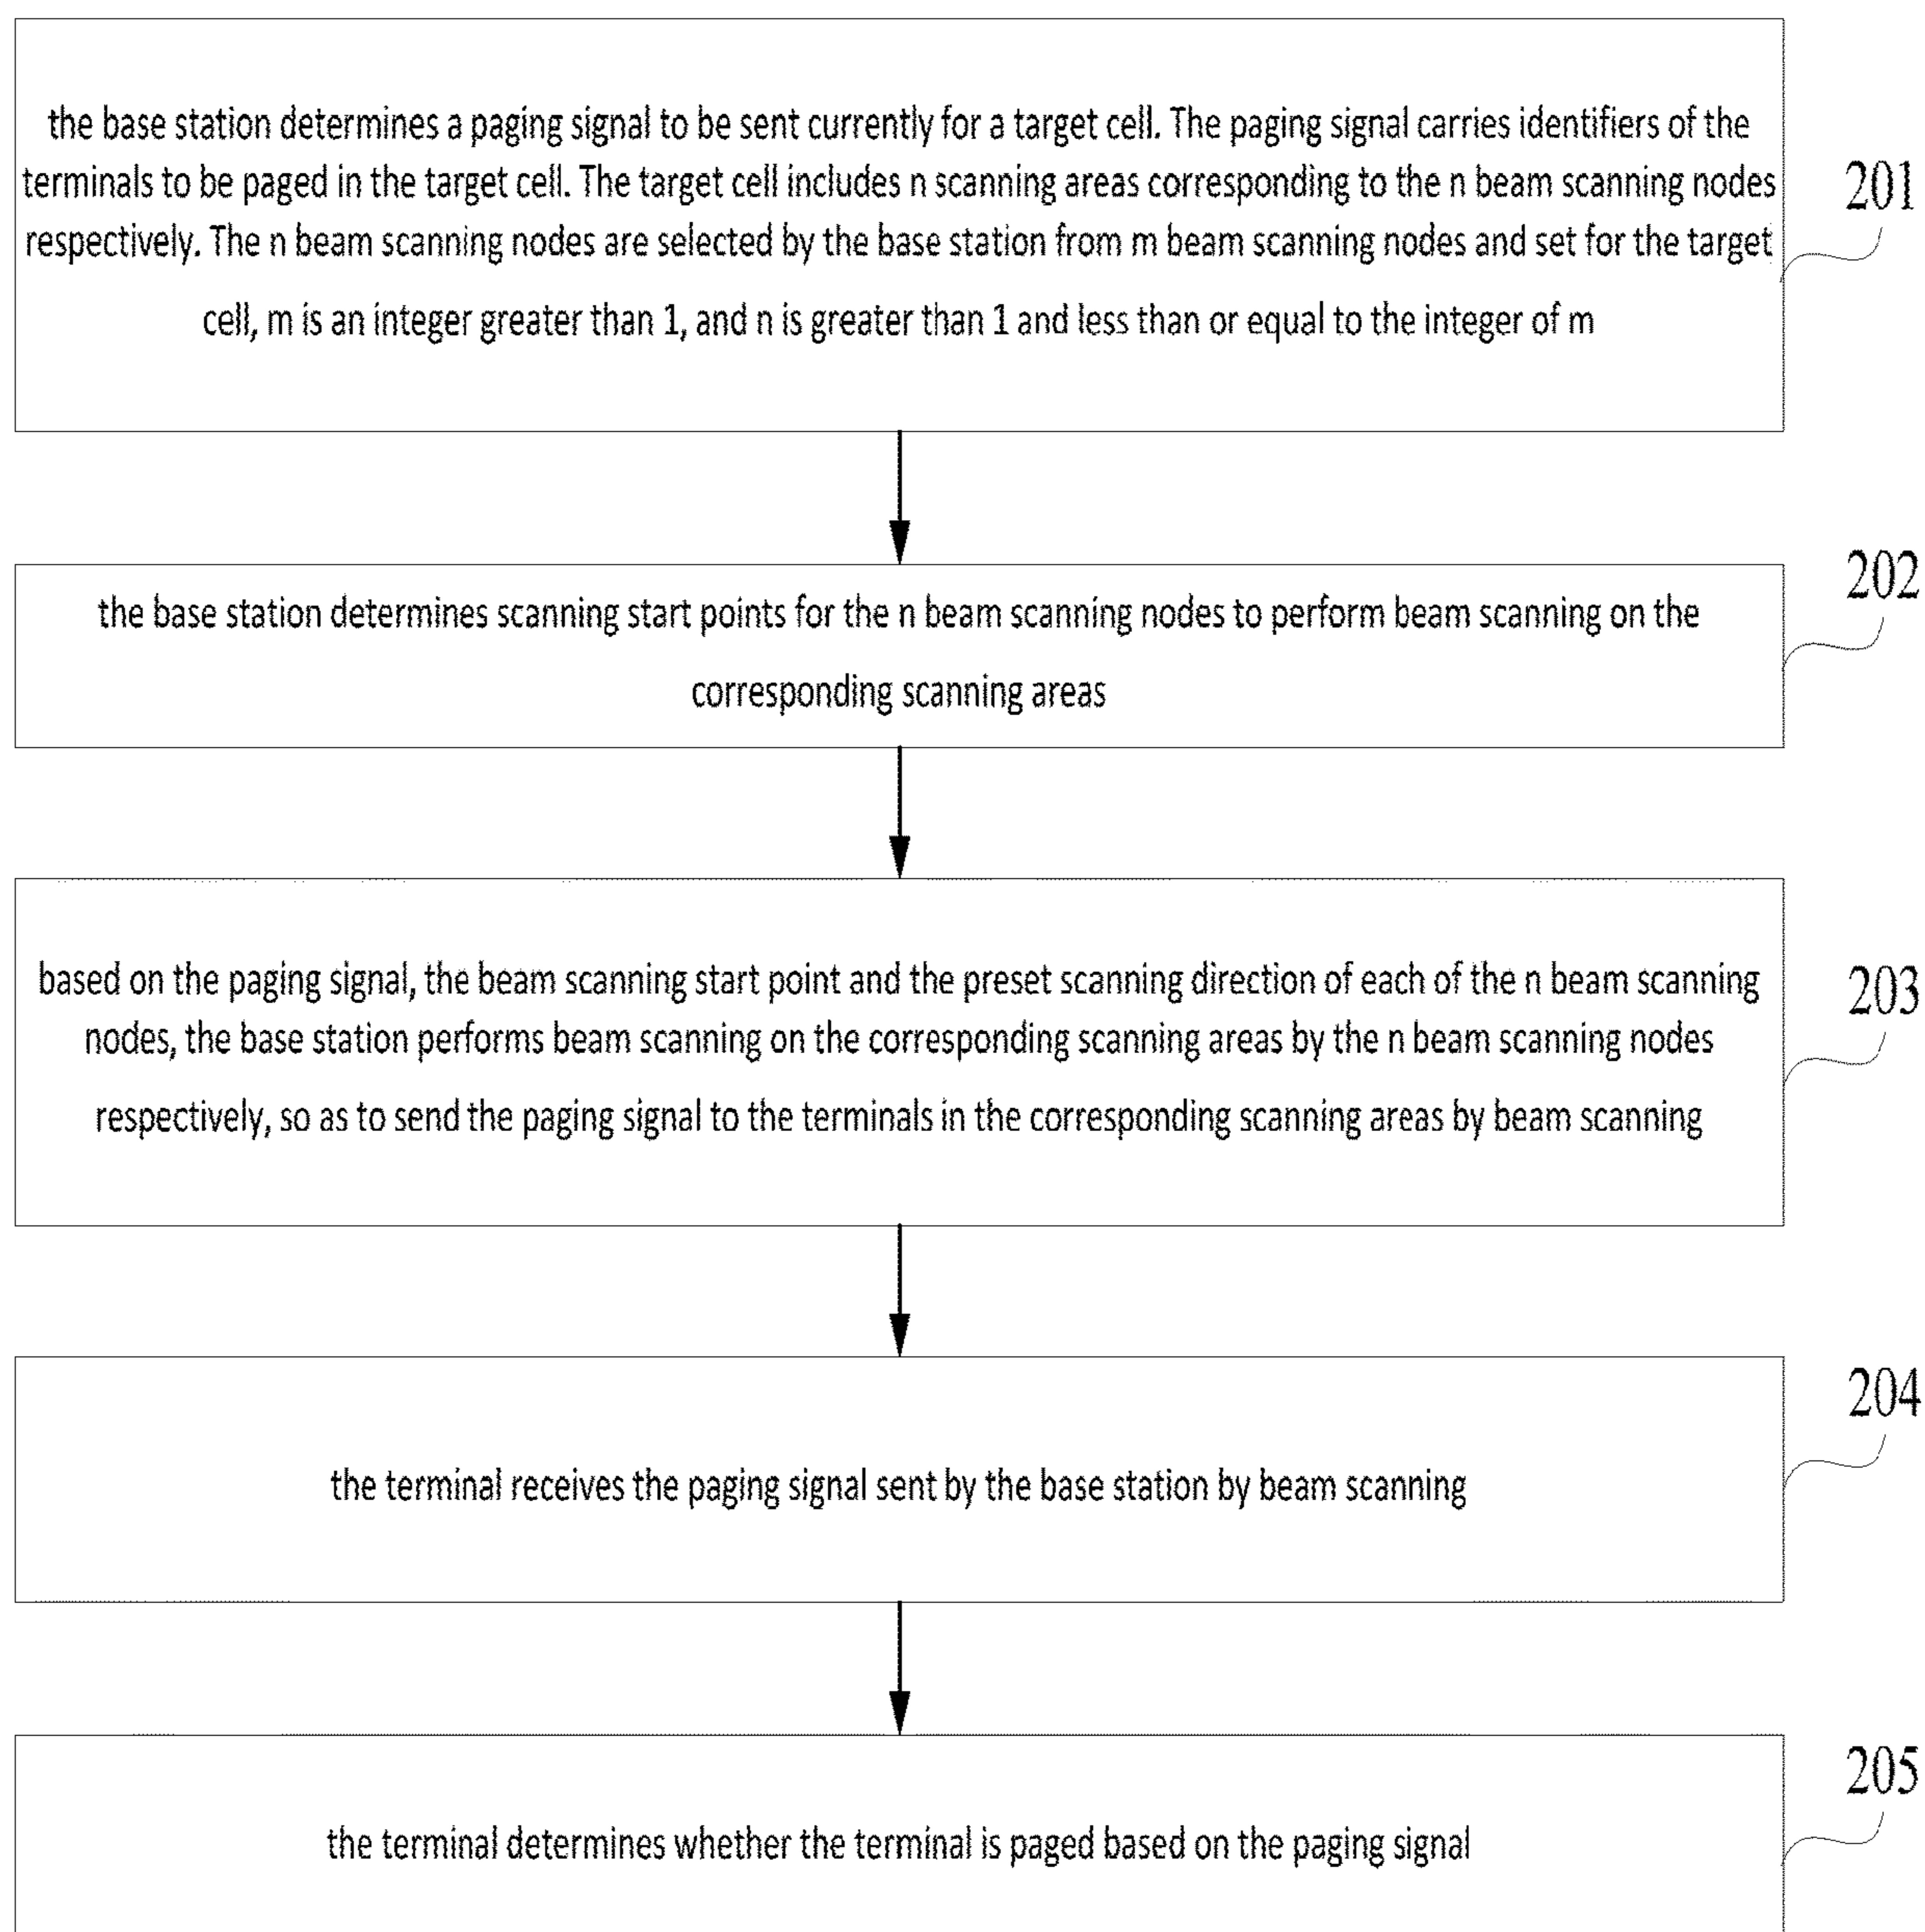 the base station determines a paging signal to be sent currently for a target cell. The paging signal carries identifiers of the
terminals to be paged in the target cell. The target cell includes n scanning areas corresponding to the n beam scanning nodes
respectively. The n beam scanning nodes are selected by the base station from m beam scanning nodes and set for the target
cell, m is an integer greater than 1, and n is greater than 1 and less than or equal to the integer of m
201
the base station determines scanning start points for the n beam scanning nodes to perform beam scanning on the
corresponding scanning areas
202
based on the paging signal, the beam scanning start point and the preset scanning direction of each of the n beam scanning
nodes, the base station performs beam scanning on the corresponding scanning areas by the n beam scanning nodes
respectively, so as to send the paging signal to the terminals in the corresponding scanning areas by beam scanning
203
the terminal receives the paging signal sent by the base station by beam scanning
204
the terminal determines whether the terminal is paged based on the paging signal
205